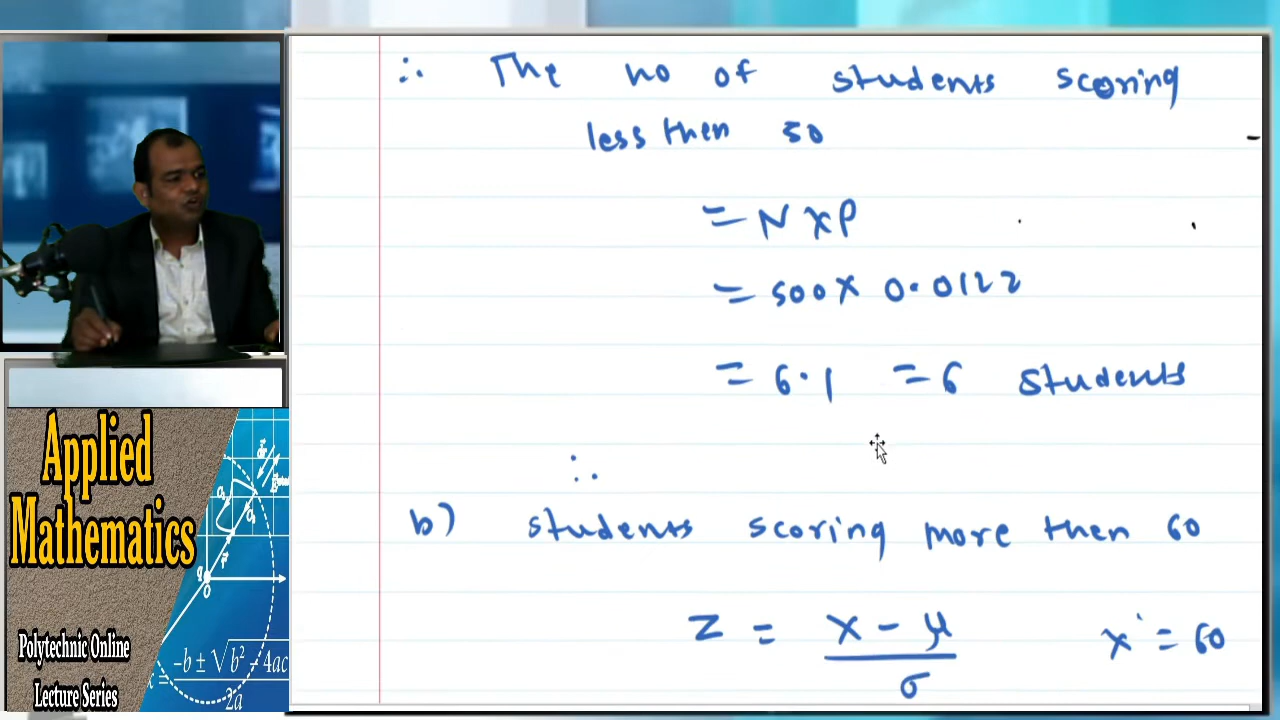 ∴ The no of students scoring
less then 50
= N x P
= 500 x 0.0122
= 6.1 = 6 students
∴
b) students scoring more then 60
z = x - μ / σ x = 60
Applied
Mathematics
Polytechnic Online
Lecture Series
-b ± √b² - 4ac
2a